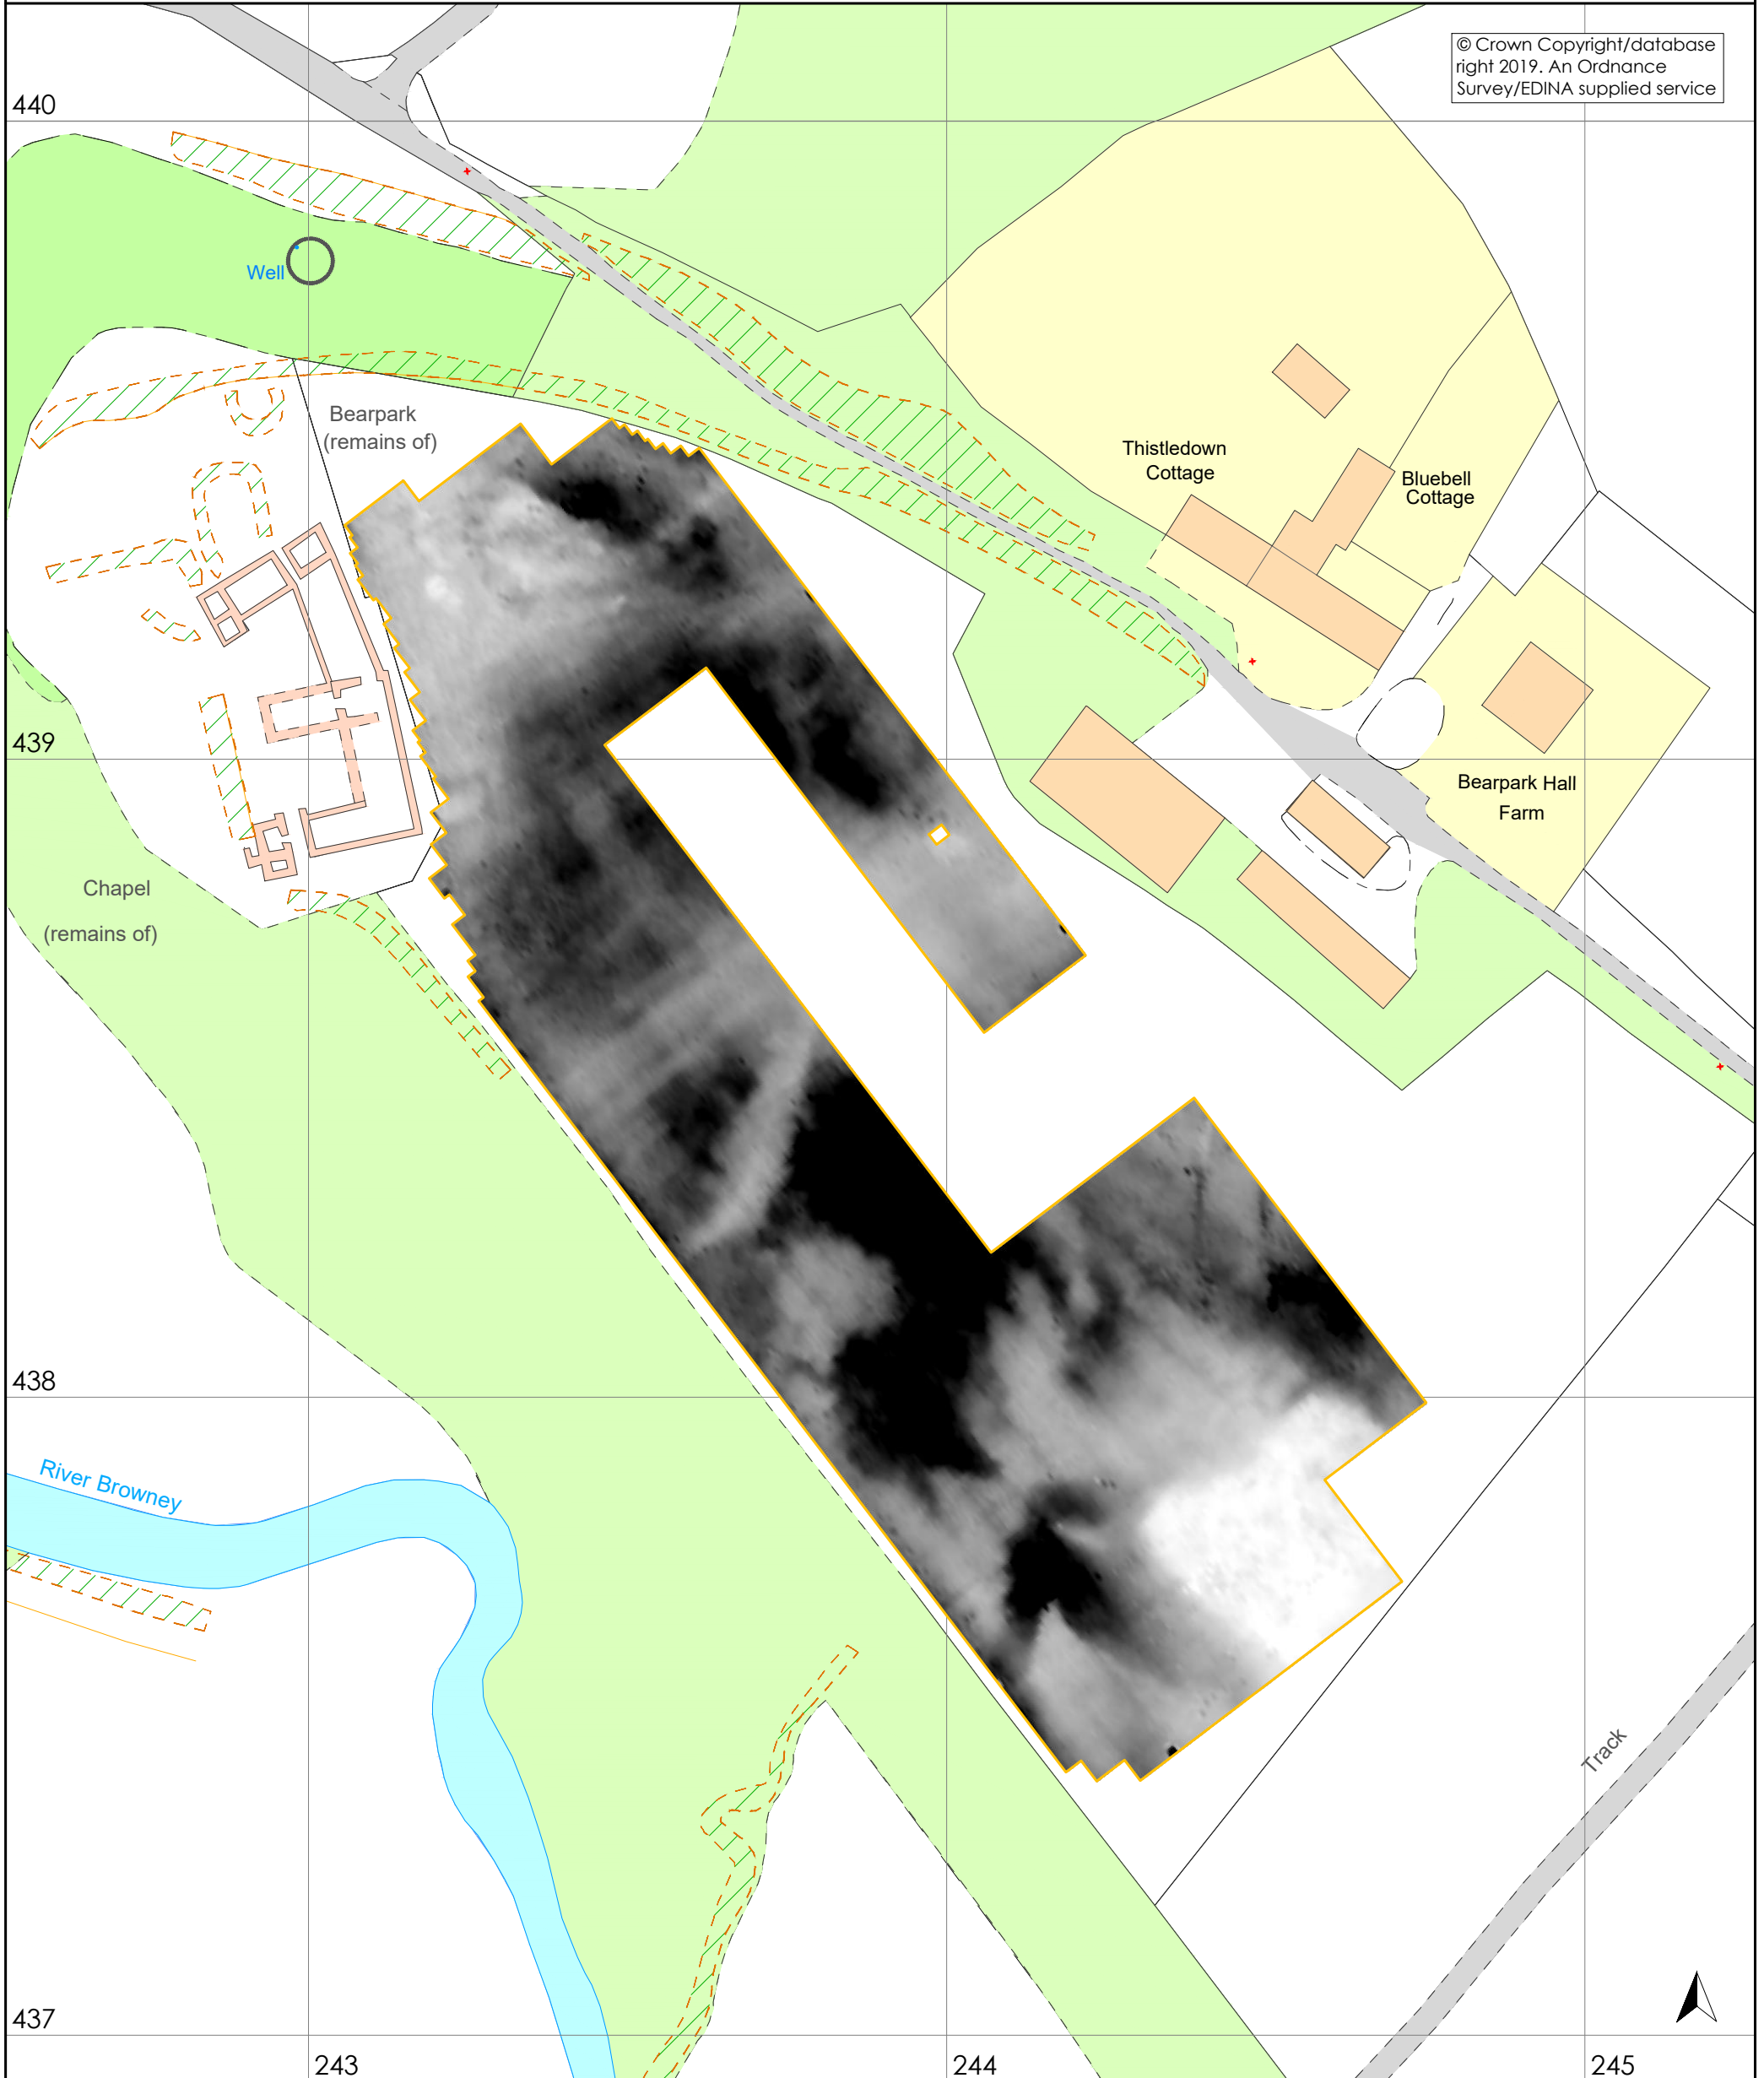 © Crown Copyright/database
right 2019. An Ordnance
Survey/EDINA supplied service
440
Well
Bearpark
(remains of)
Thistledown
Cottage
Bluebell
Cottage
439
Bearpark Hall
Farm
Chapel
(remains of)
438
River Browney
Track
437
243
244
245